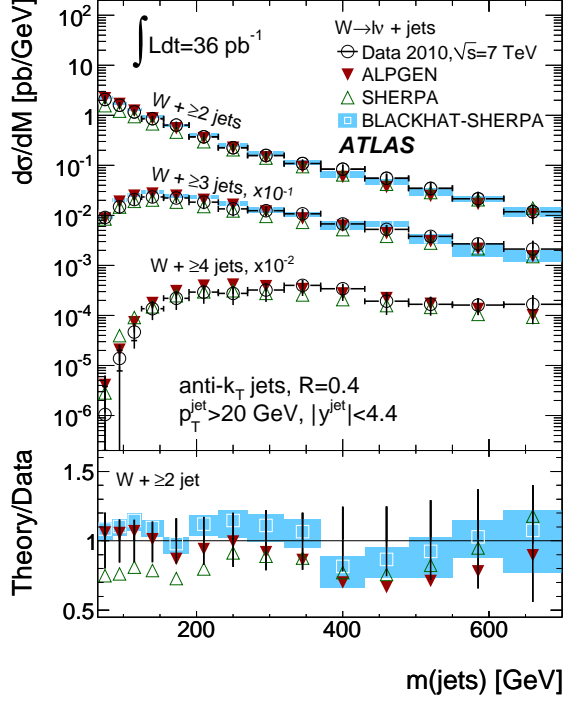 W→lν + jets
∫ Ldt=36 pb⁻¹
Data 2010,√s=7 TeV
ALPGEN
SHERPA
BLACKHAT-SHERPA
ATLAS
dσ/dM [pb/GeV]
10²
10
1
10⁻¹
10⁻²
10⁻³
10⁻⁴
10⁻⁵
10⁻⁶
W + ≥2 jets
W + ≥3 jets, x10⁻¹
W + ≥4 jets, x10⁻²
anti-k_T jets, R=0.4
p_T^jet>20 GeV, |y^jet|<4.4
Theory/Data
W + ≥2 jet
1.5
1
0.5
200 400 600
m(jets) [GeV]